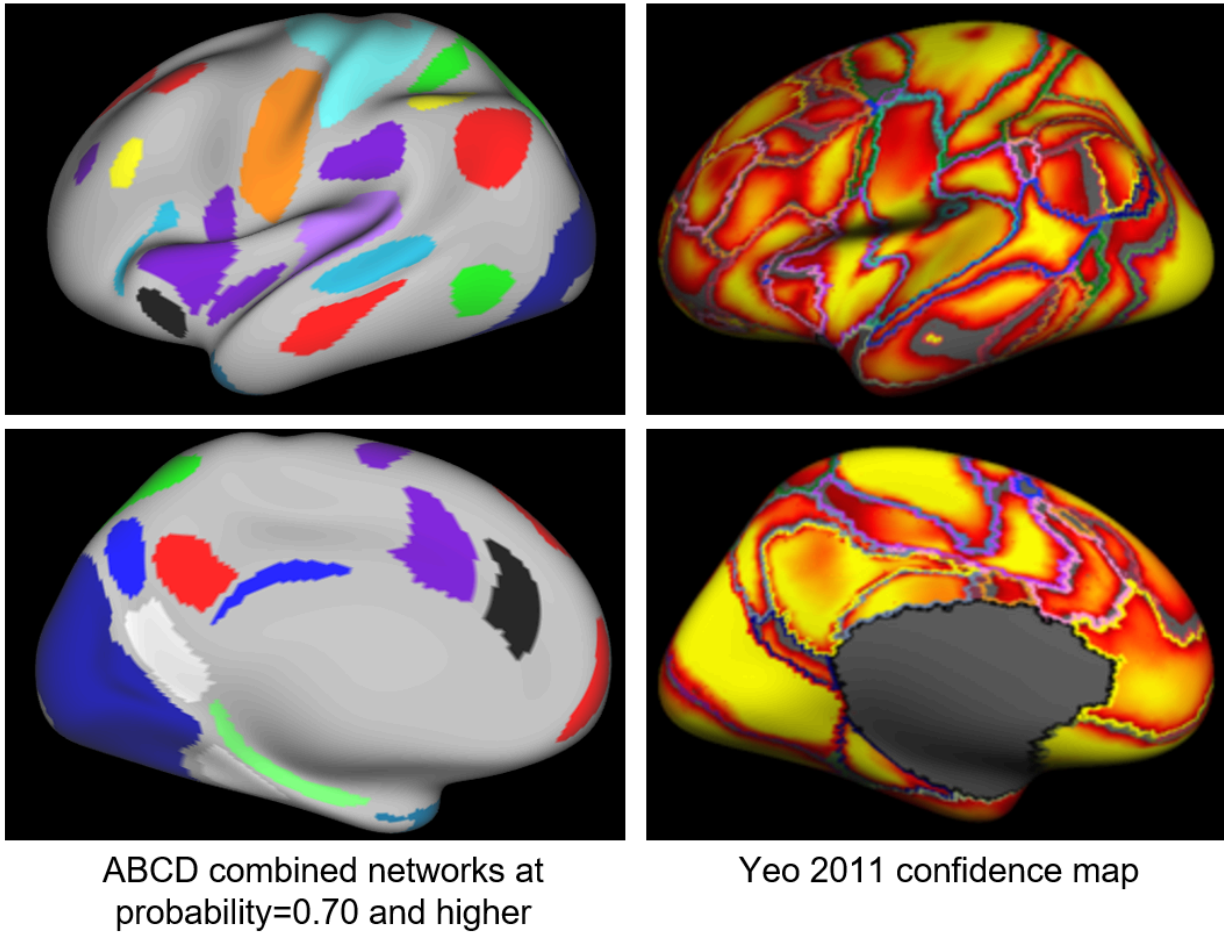 ABCD combined networks at
probability=0.70 and higher
Yeo 2011 confidence map